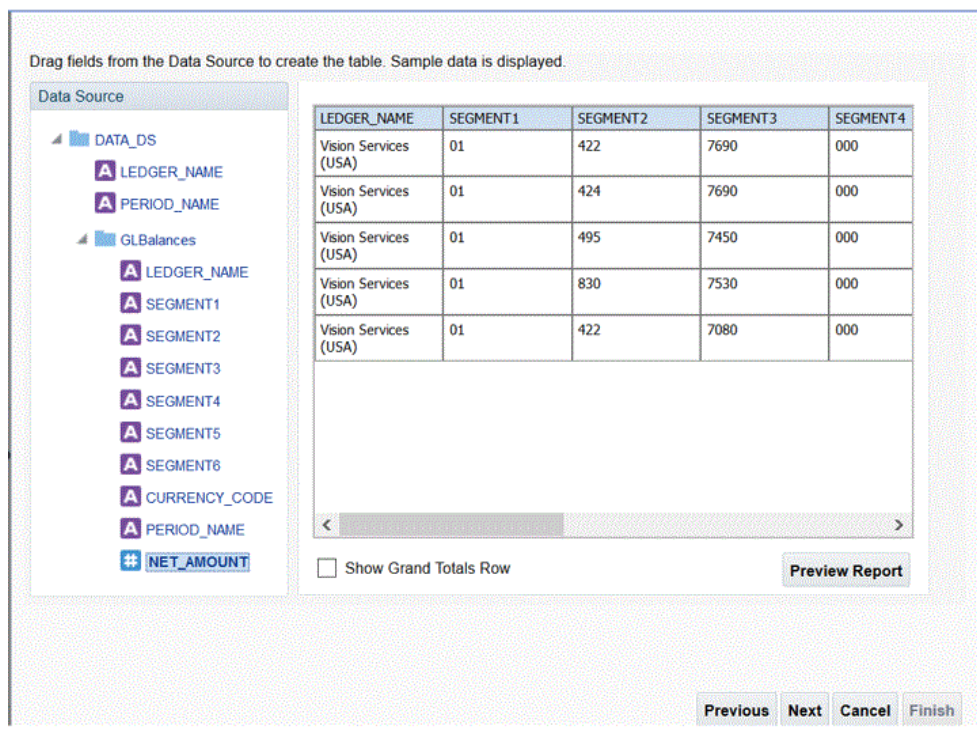 Drag fields from the Data Source to create the table. Sample data is displayed.
Data Source
DATA_DS
LEDGER_NAME
PERIOD_NAME
GLBalances
LEDGER_NAME
SEGMENT1
SEGMENT2
SEGMENT3
SEGMENT4
SEGMENT5
SEGMENT6
CURRENCY_CODE
PERIOD_NAME
NET_AMOUNT
LEDGER_NAME SEGMENT1 SEGMENT2 SEGMENT3 SEGMENT4
Vision Services 01 422 7690 000
(USA)
Vision Services 01 424 7690 000
(USA)
Vision Services 01 495 7450 000
(USA)
Vision Services 01 830 7530 000
(USA)
Vision Services 01 422 7080 000
(USA)
Show Grand Totals Row
Preview Report
Previous Next Cancel Finish